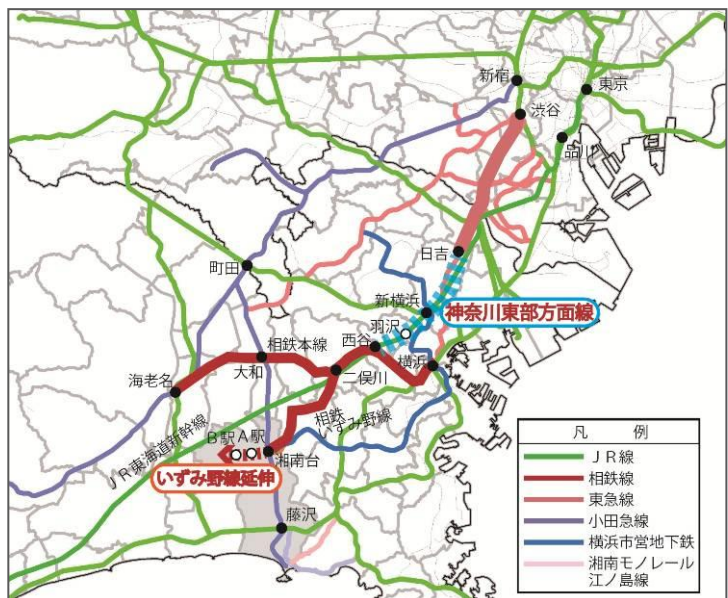 新宿
東京
渋谷
品川
日吉
町田
新横浜
神奈川東部方面線
羽沢
西谷
相鉄本線
横浜
大和
二俣川
海老名
相鉄
いずみ野線
JR東海道新幹線
B駅 A駅
湘南台
いずみ野線延伸
藤沢
凡 例
JR線
相鉄線
東急線
小田急線
横浜市営地下鉄
湘南モノレール
江ノ島線